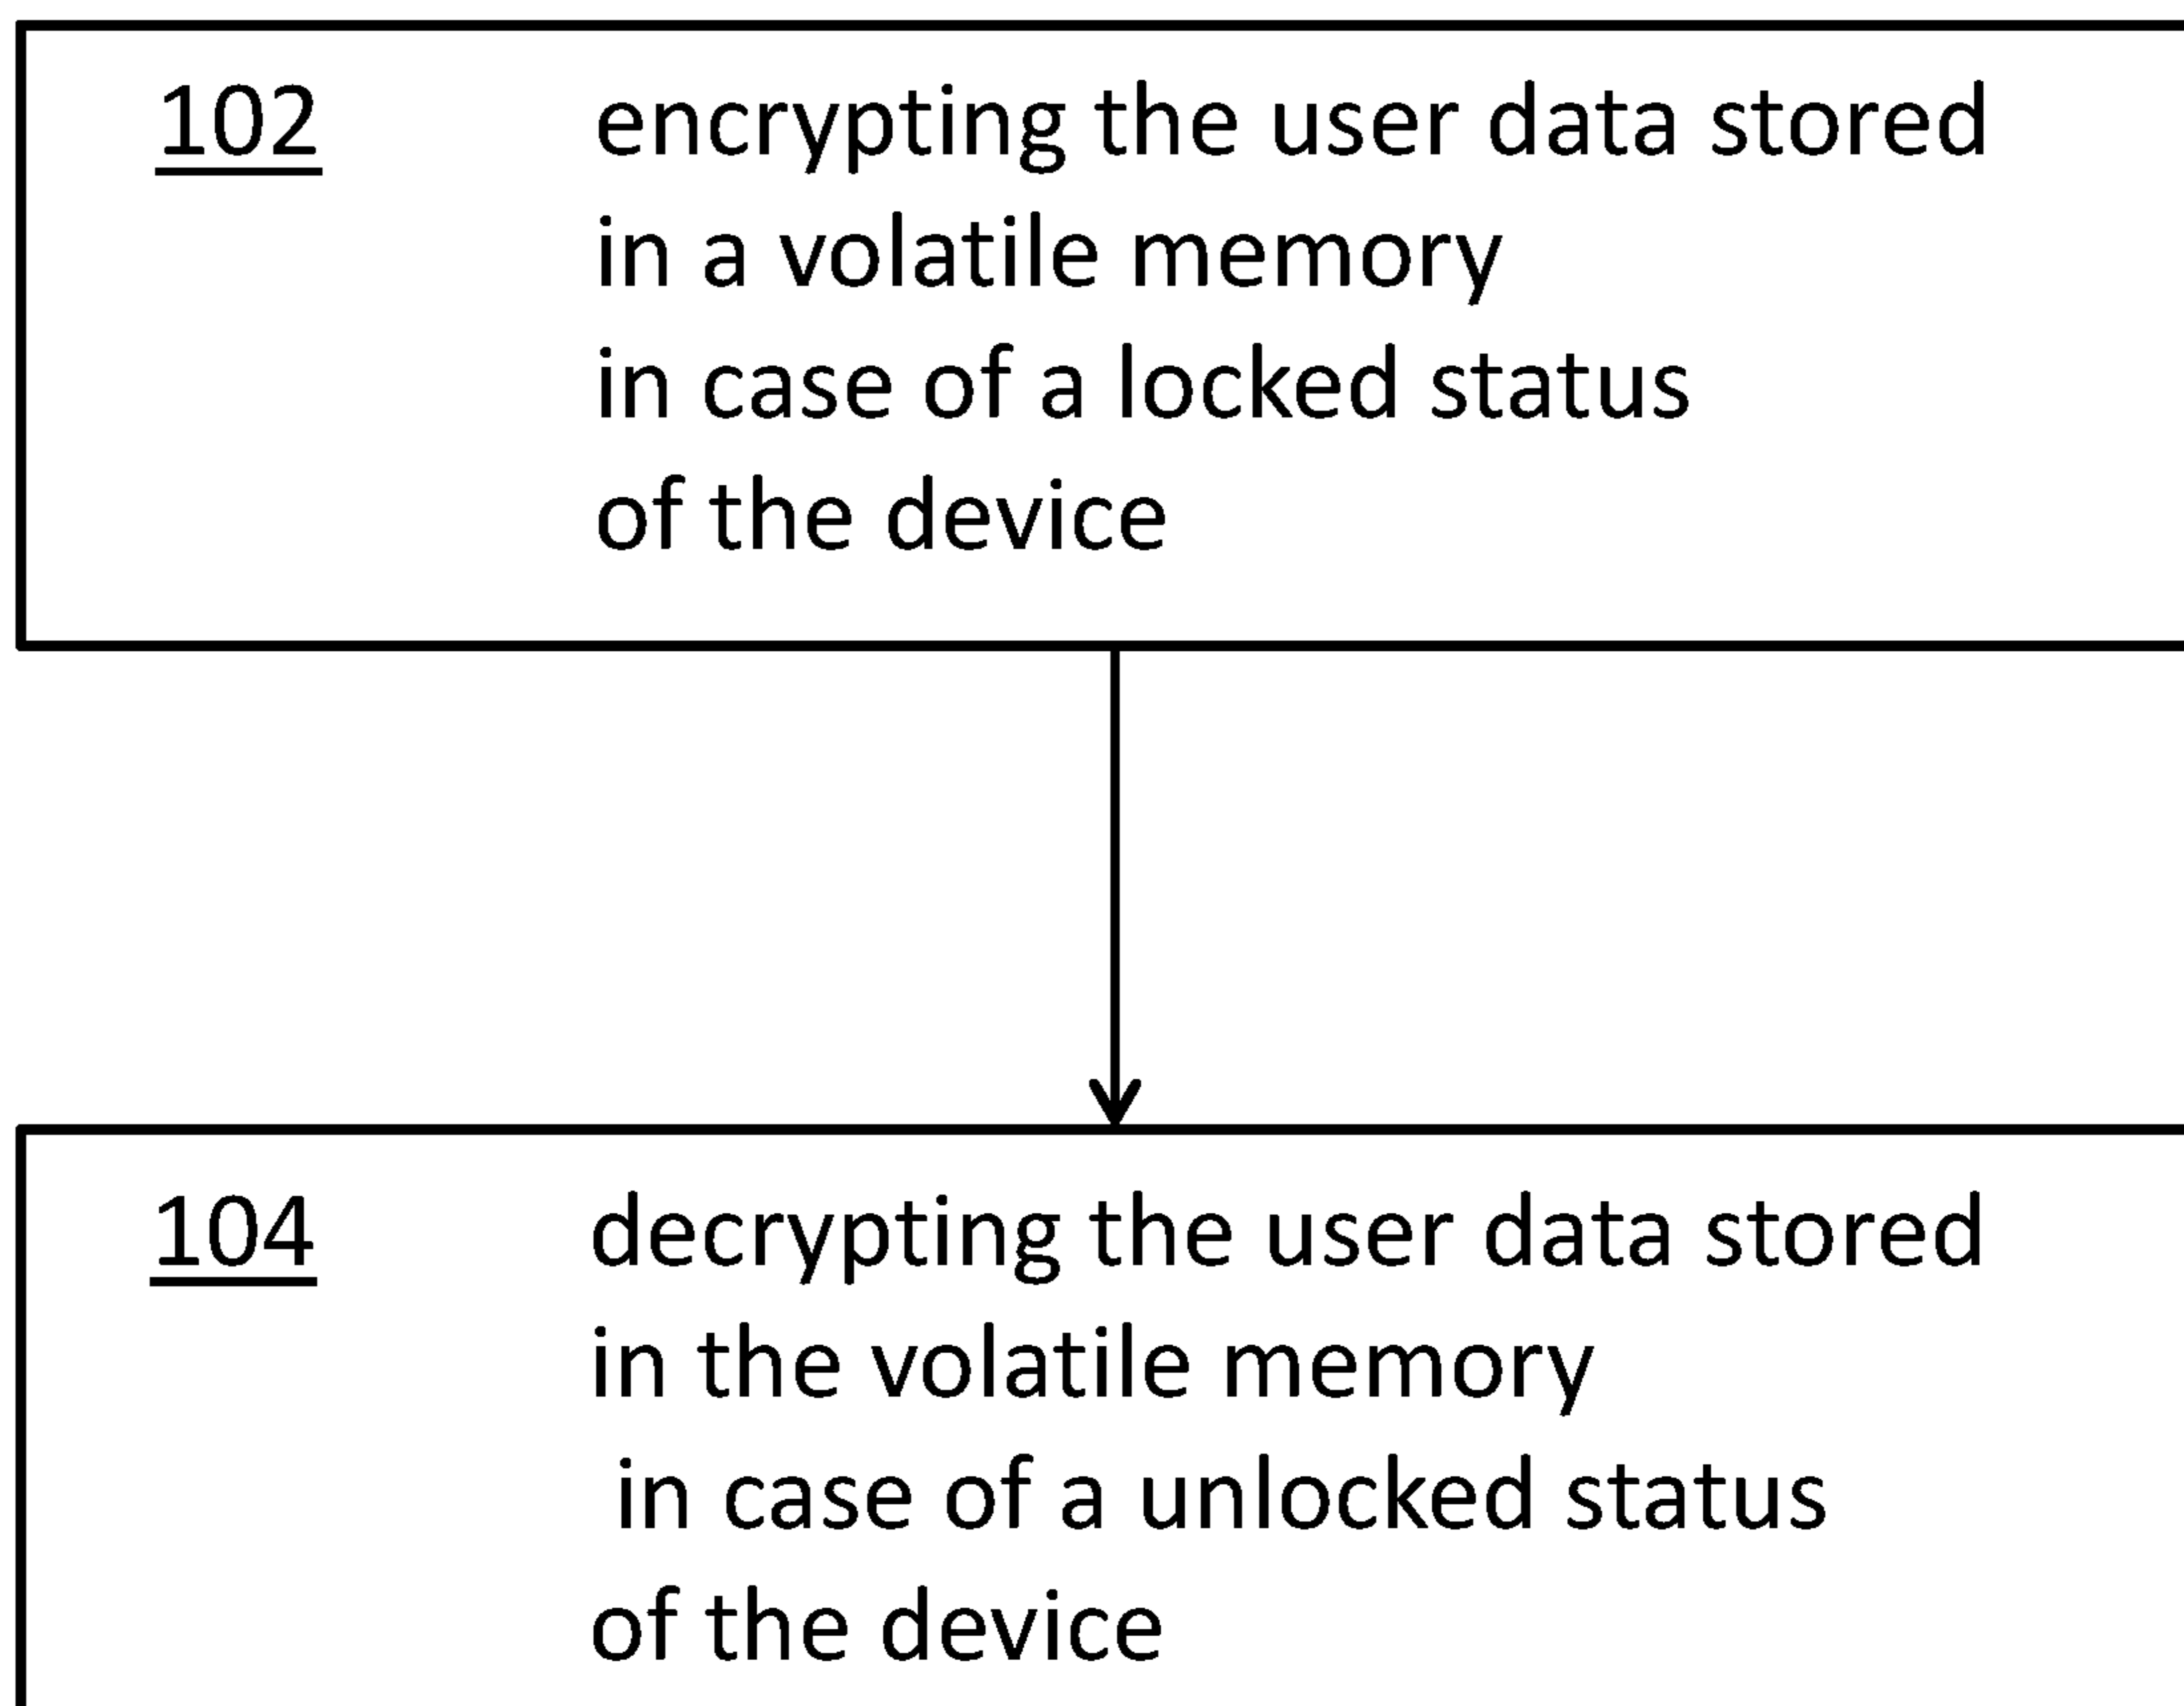 102 encrypting the user data stored
in a volatile memory
in case of a locked status
of the device
104 decrypting the user data stored
in the volatile memory
in case of a unlocked status
of the device